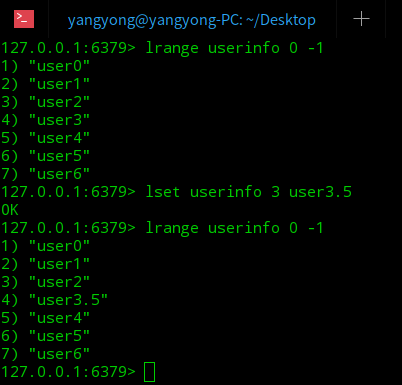 yangyong@yangyong-PC: ~/Desktop
127.0.0.1:6379> lrange userinfo 0 -1
1) "user0"
2) "user1"
3) "user2"
4) "user3"
5) "user4"
6) "user5"
7) "user6"
127.0.0.1:6379> lset userinfo 3 user3.5
OK
127.0.0.1:6379> lrange userinfo 0 -1
1) "user0"
2) "user1"
3) "user2"
4) "user3.5"
5) "user4"
6) "user5"
7) "user6"
127.0.0.1:6379>